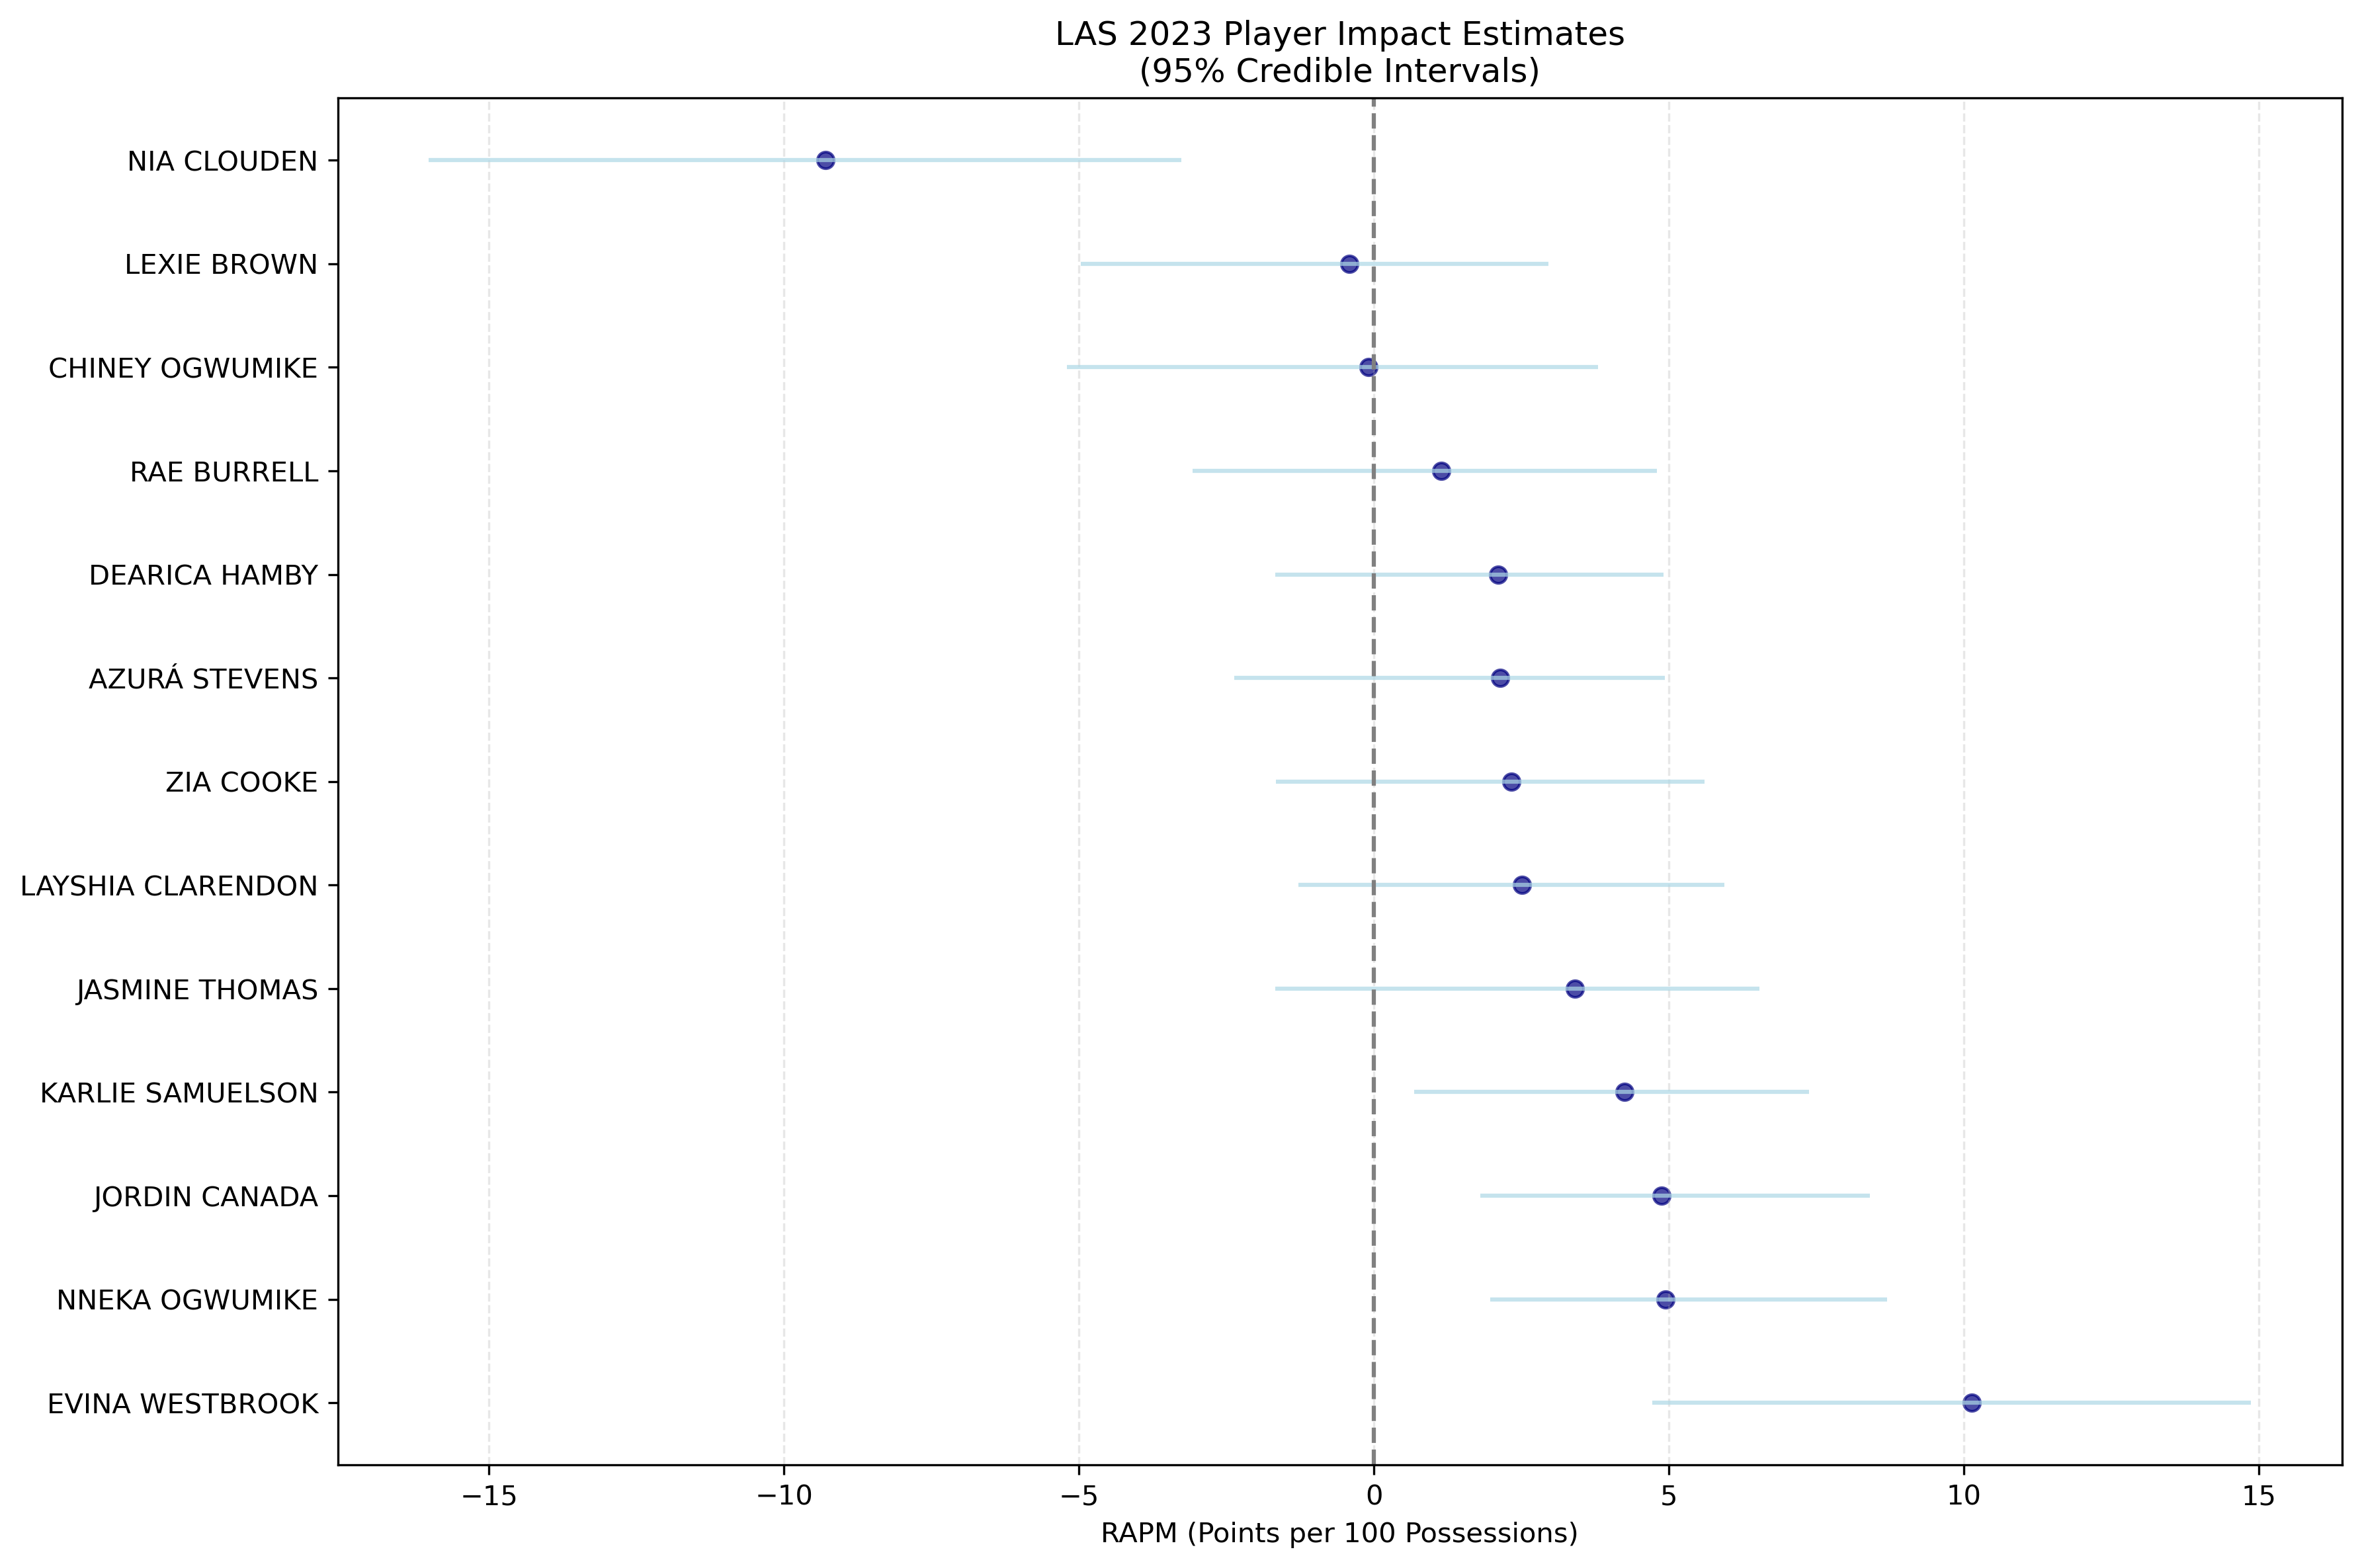 LAS 2023 Player Impact Estimates
(95% Credible Intervals)
NIA CLOUDEN
LEXIE BROWN
CHINEY OGWUMIKE
RAE BURRELL
DEARICA HAMBY
AZURÁ STEVENS
ZIA COOKE
LAYSHIA CLARENDON
JASMINE THOMAS
KARLIE SAMUELSON
JORDIN CANADA
NNEKA OGWUMIKE
EVINA WESTBROOK
−15 −10 −5 0 5 10 15
RAPM (Points per 100 Possessions)